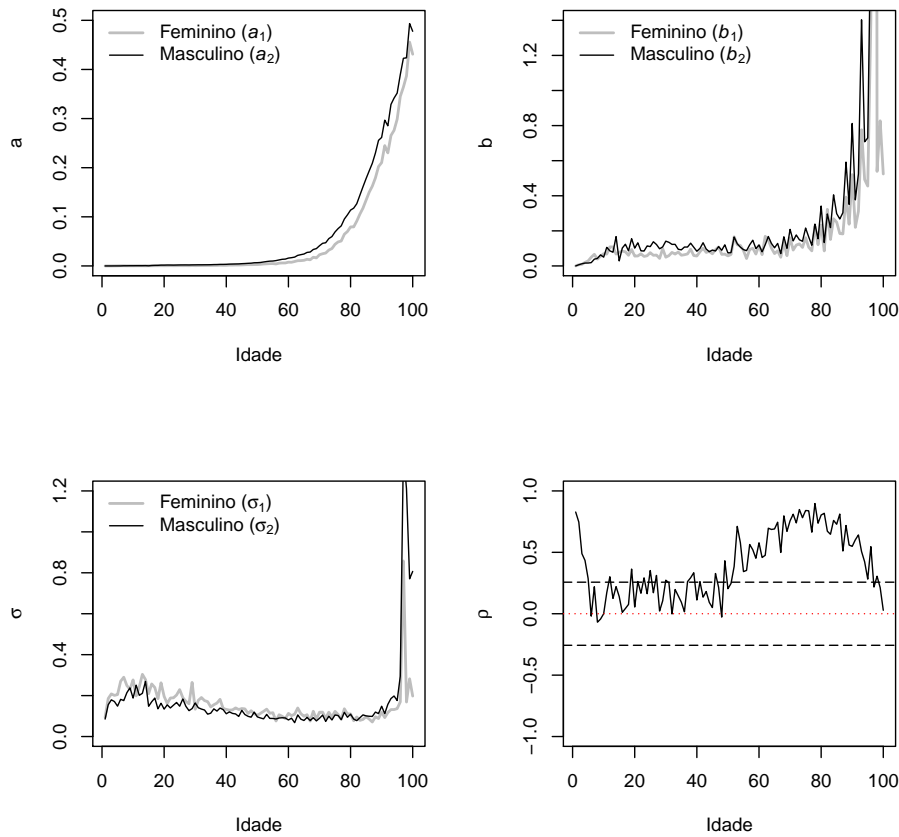 Feminino (a1)
Masculino (a2)
a
0.0 0.1 0.2 0.3 0.4 0.5
0 20 40 60 80 100
Idade
Feminino (b1)
Masculino (b2)
b
0.0 0.4 0.8 1.2
0 20 40 60 80 100
Idade
Feminino (σ1)
Masculino (σ2)
σ
0.0 0.4 0.8 1.2
0 20 40 60 80 100
Idade
ρ
−1.0 −0.5 0.0 0.5 1.0
0 20 40 60 80 100
Idade